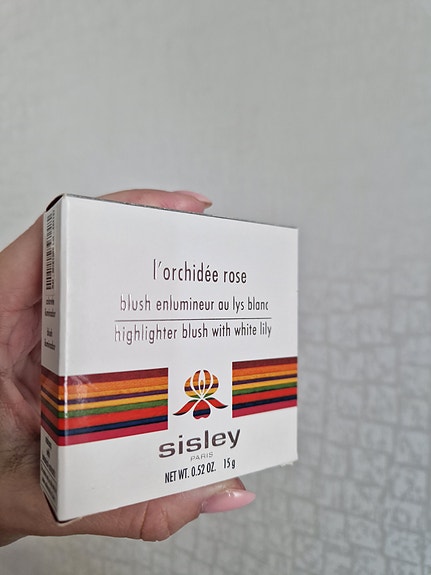 l'orchidée rose
blush enlumineur au lys blanc
highlighter blush with white lily
sisley
PARIS
NET WT. 0.52 OZ. 15 g